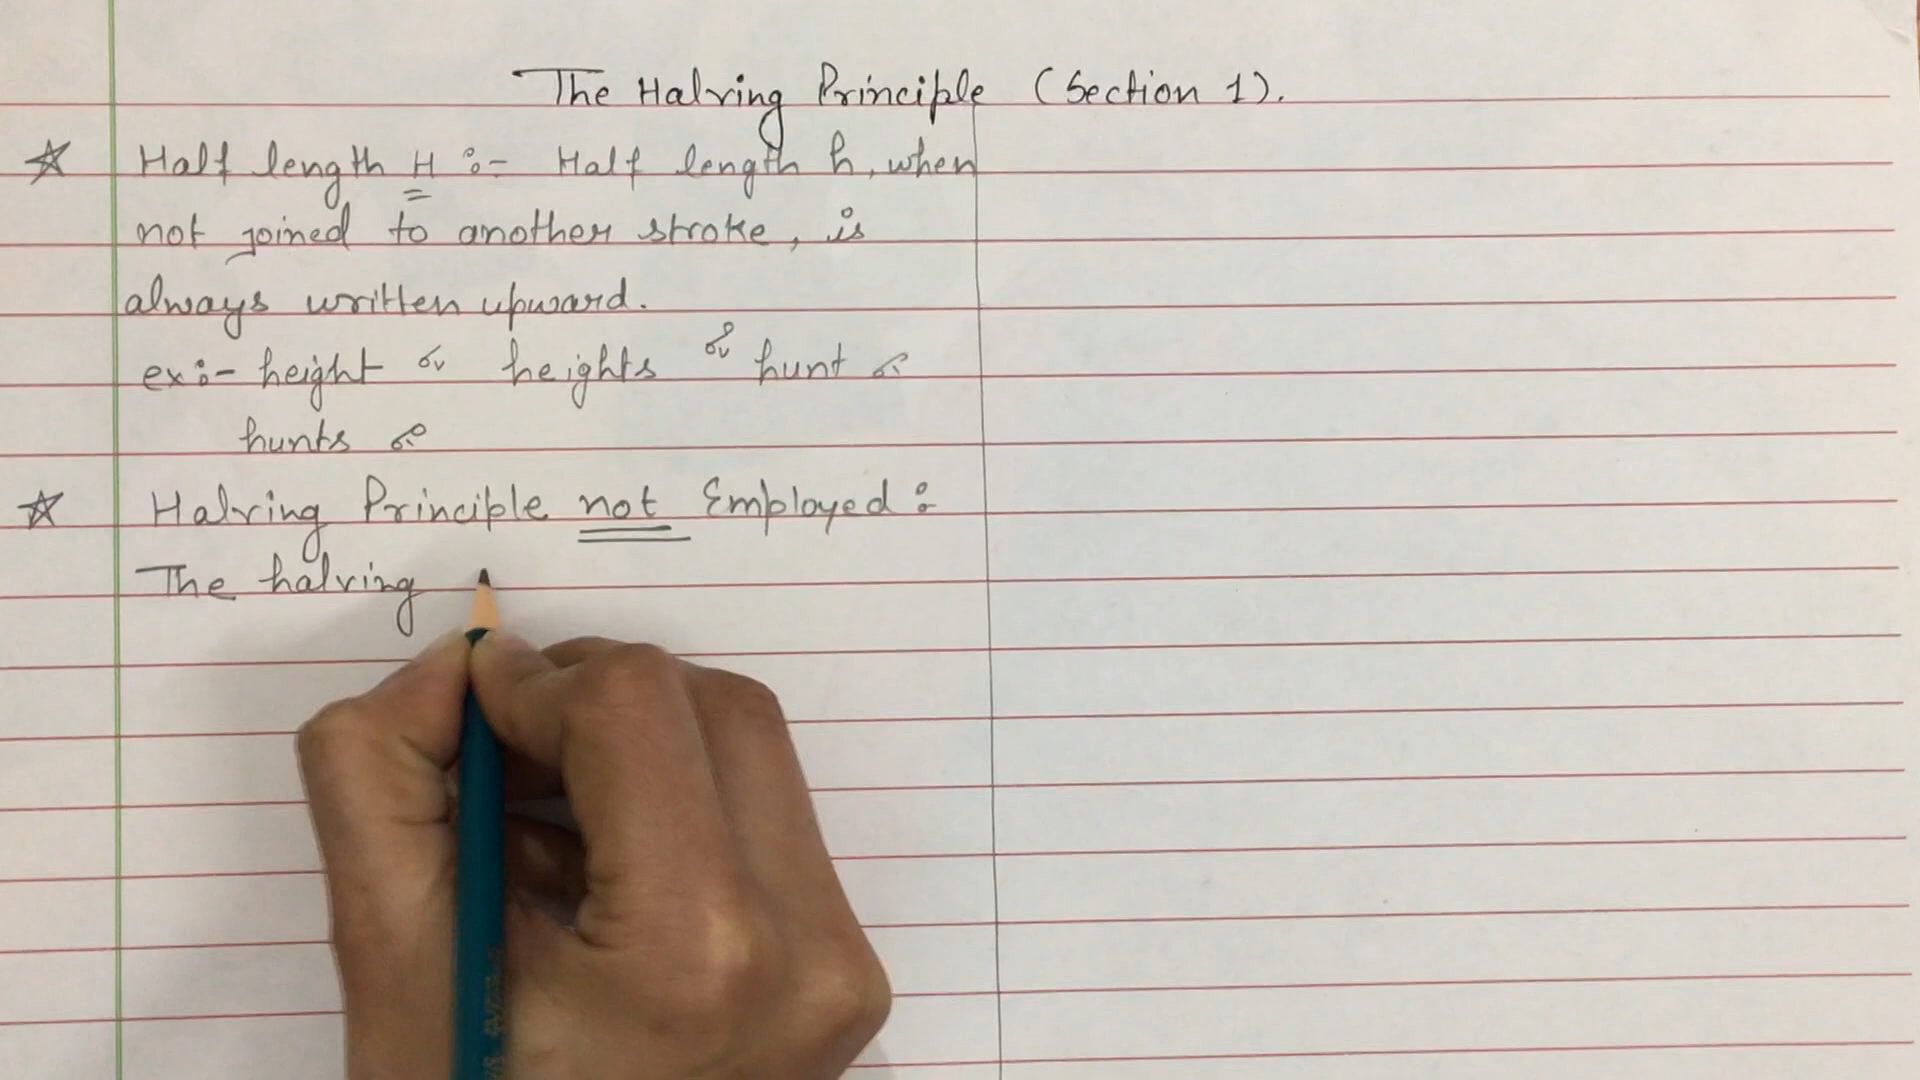 The Halving Principle (Section 1).
☆ Half length H :- Half length h, when
not joined to another stroke, is
always written upward.
ex:- height heights hunt
hunts
☆ Halving Principle not Employed :
The halving